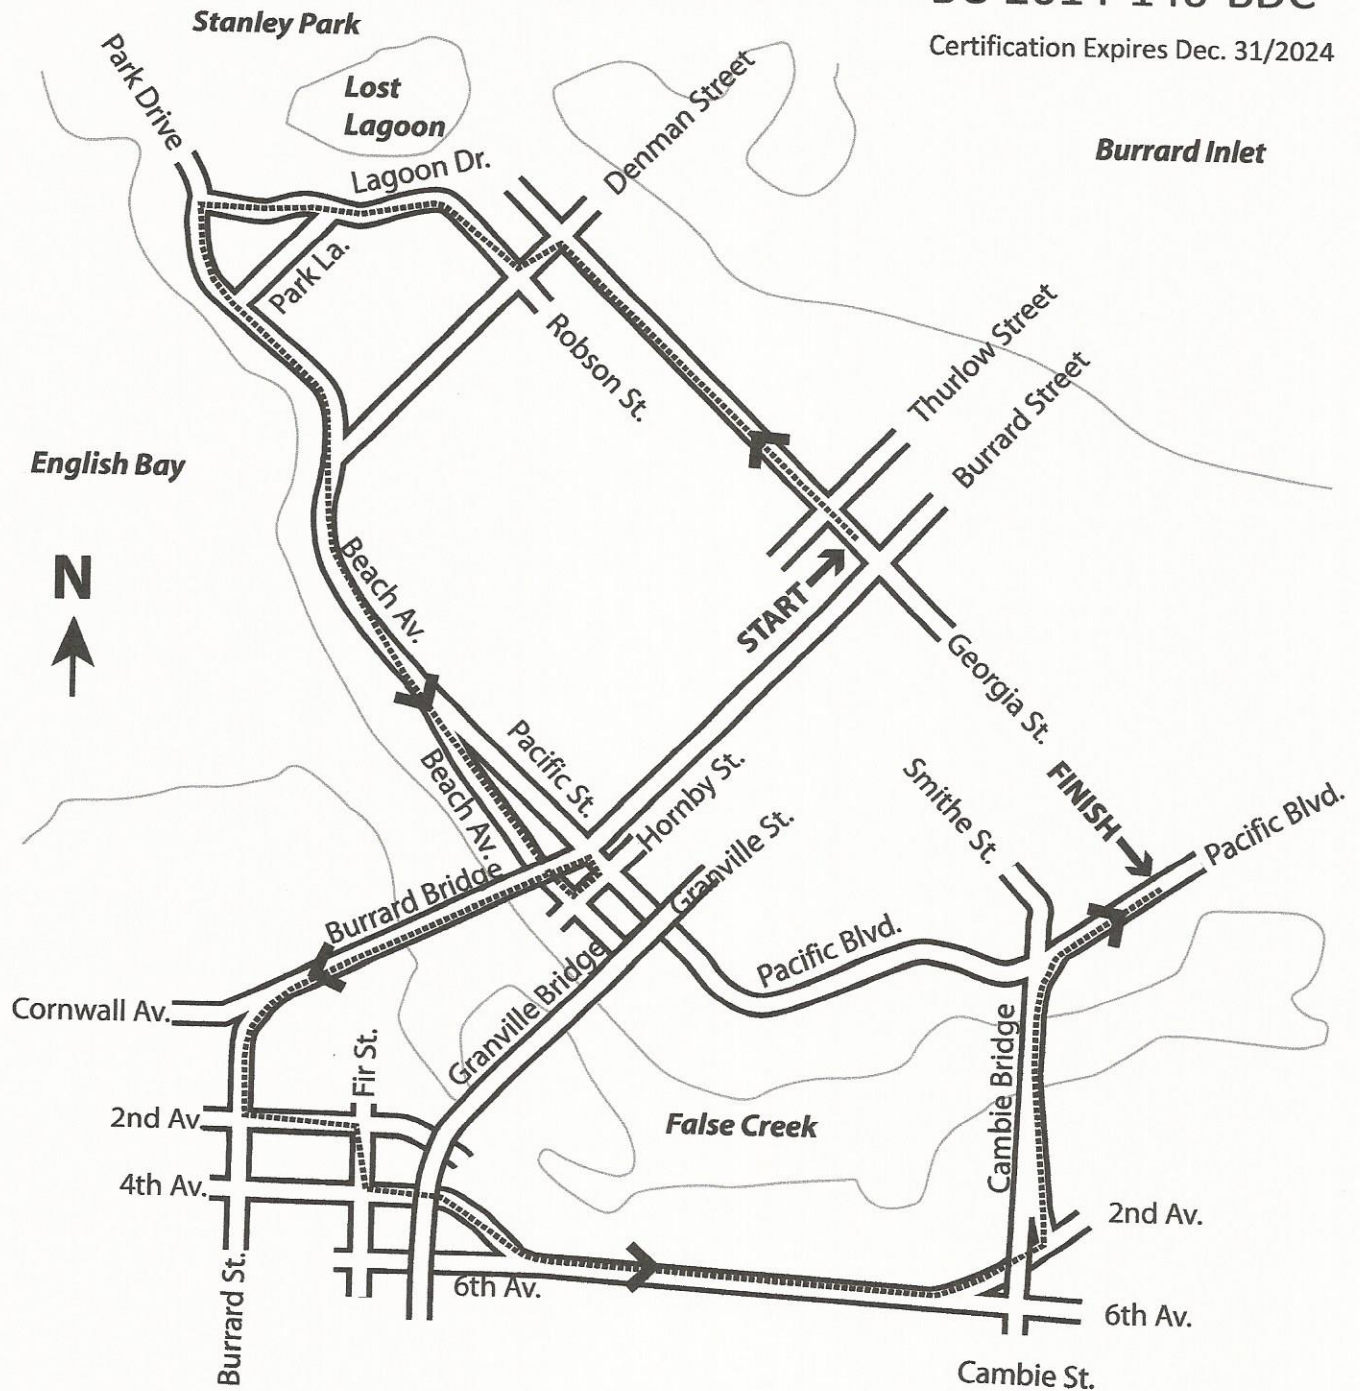 Stanley Park
Certification Expires Dec. 31/2024
Park Drive
Lost
Lagoon
Denman Street
Burrard Inlet
Lagoon Dr.
Park La.
Robson St.
Thurlow Street
Burrard Street
English Bay
N
Beach Av.
START
Georgia St.
Pacific St.
Beach Av.
Hornby St.
Smithe St.
FINISH
Granville St.
Pacific Blvd.
Burrard Bridge
Pacific Blvd.
Granville Bridge
Cornwall Av.
Fir St.
Cambie Bridge
2nd Av.
False Creek
4th Av.
2nd Av.
Burrard St.
6th Av.
6th Av.
Cambie St.